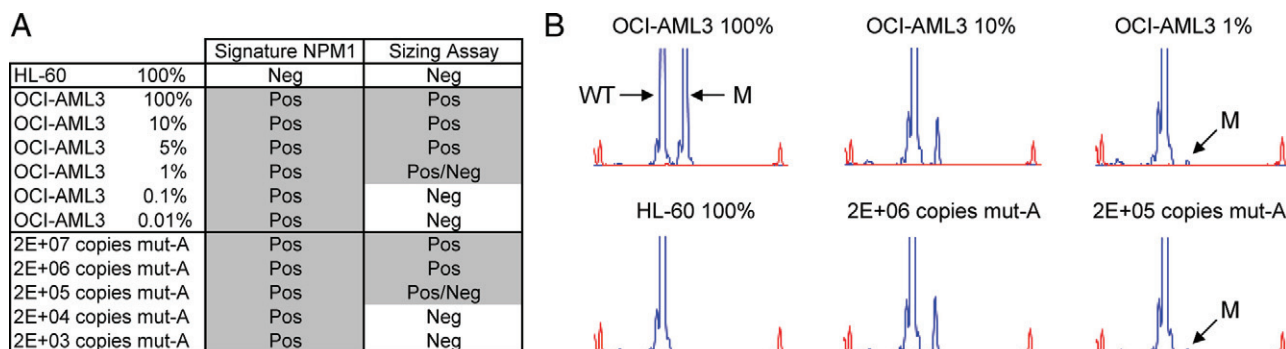 A
Signature NPM1 Sizing Assay
HL-60 100% Neg Neg
OCI-AML3 100% Pos Pos
OCI-AML3 10% Pos Pos
OCI-AML3 5% Pos Pos
OCI-AML3 1% Pos Pos/Neg
OCI-AML3 0.1% Pos Neg
OCI-AML3 0.01% Pos Neg
2E+07 copies mut-A Pos Pos
2E+06 copies mut-A Pos Pos
2E+05 copies mut-A Pos Pos/Neg
2E+04 copies mut-A Pos Neg
2E+03 copies mut-A Pos Neg
B
OCI-AML3 100% OCI-AML3 10% OCI-AML3 1%
WT M M
HL-60 100% 2E+06 copies mut-A 2E+05 copies mut-A
M